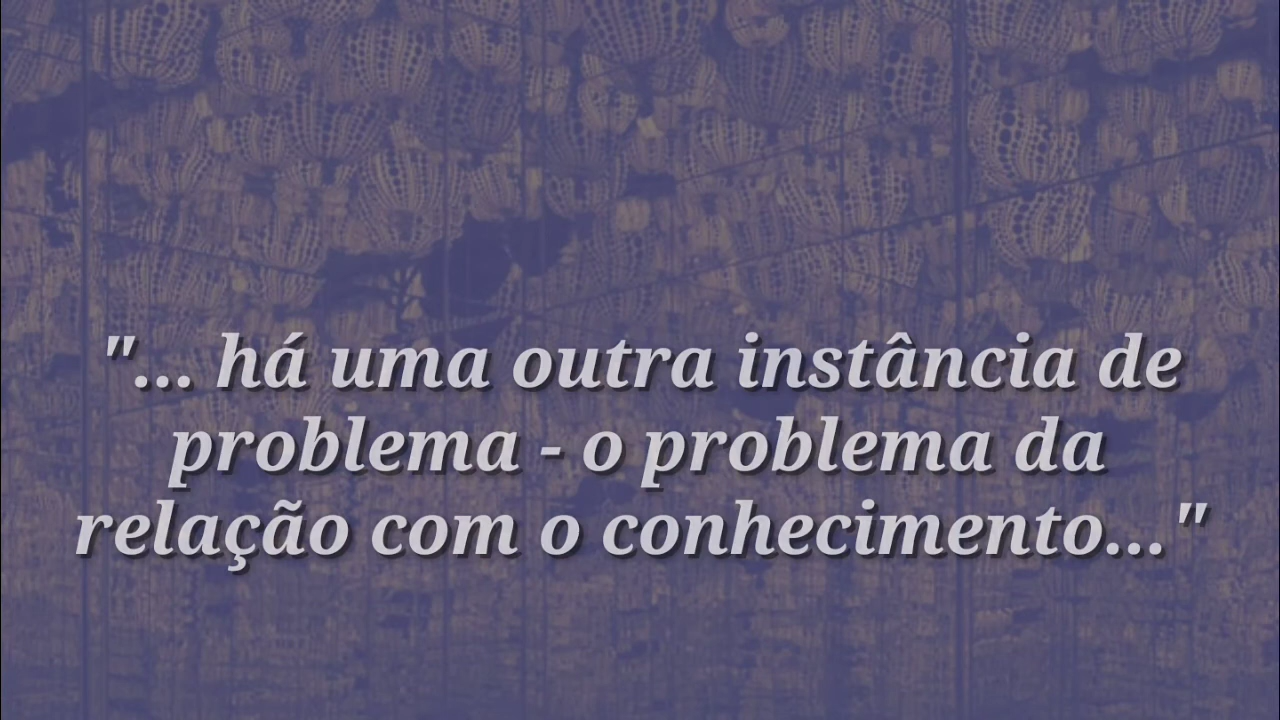 "... há uma outra instância de
problema - o problema da
relação com o conhecimento..."